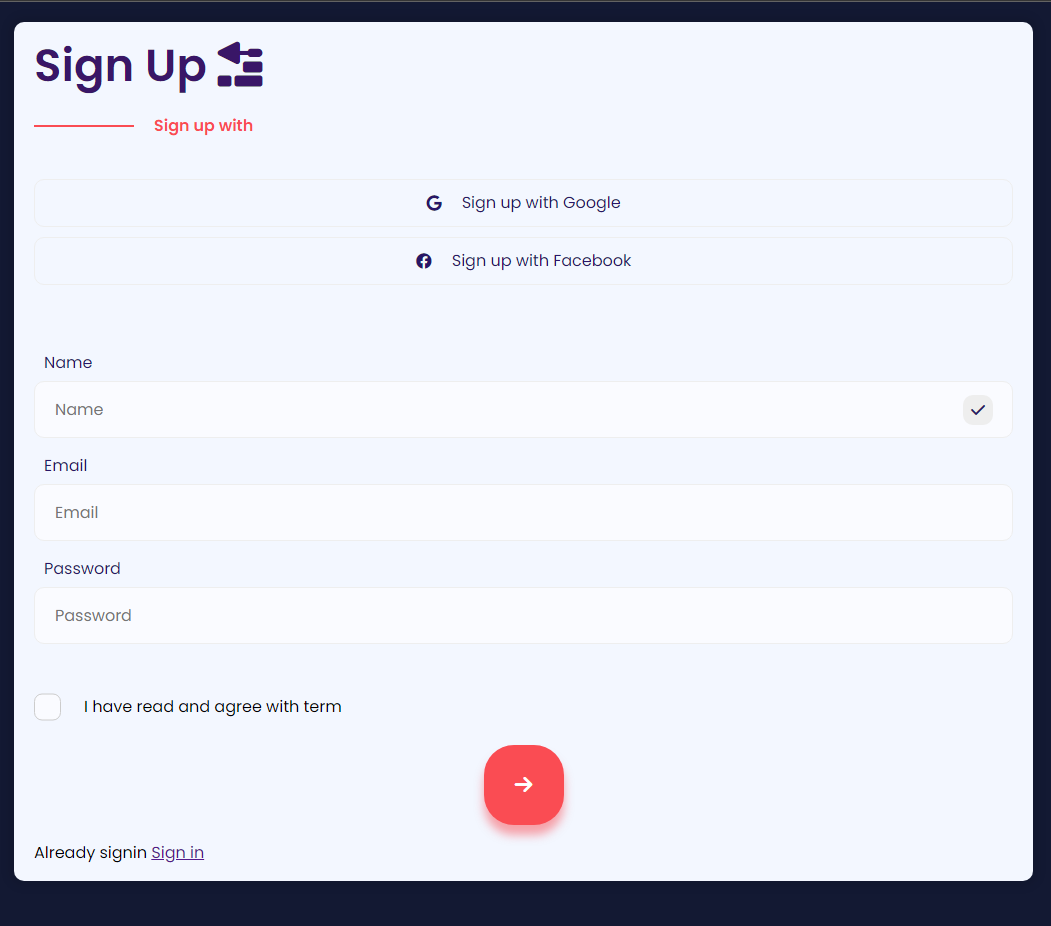 Sign Up
Sign up with
Sign up with Google
Sign up with Facebook
Name
Name
Email
Email
Password
Password
I have read and agree with term
Already signin Sign in